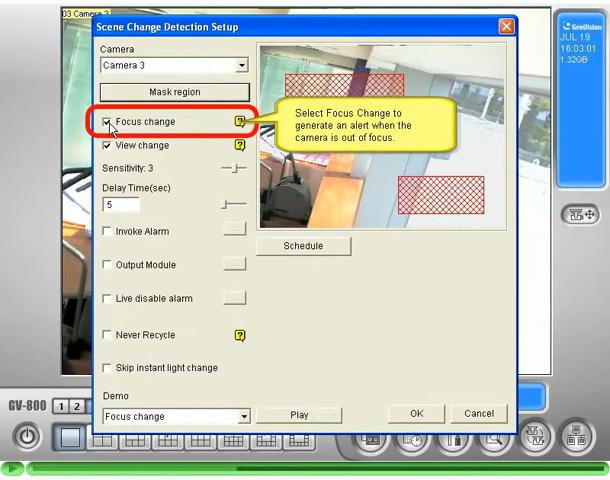 03 Camera 3
Scene Change Detection Setup
GeoVision
JUL 19
16:03:01
1.32GB
Camera
Camera 3
Mask region
Focus change
?
Select Focus Change to
generate an alert when the
camera is out of focus.
View change
?
Sensitivity: 3
Delay Time(sec)
5
Invoke Alarm
...
Schedule
Output Module
...
Live disable alarm
...
Never Recycle
?
Skip instant light change
Demo
Focus change
Play
OK
Cancel
GV-800
1 2